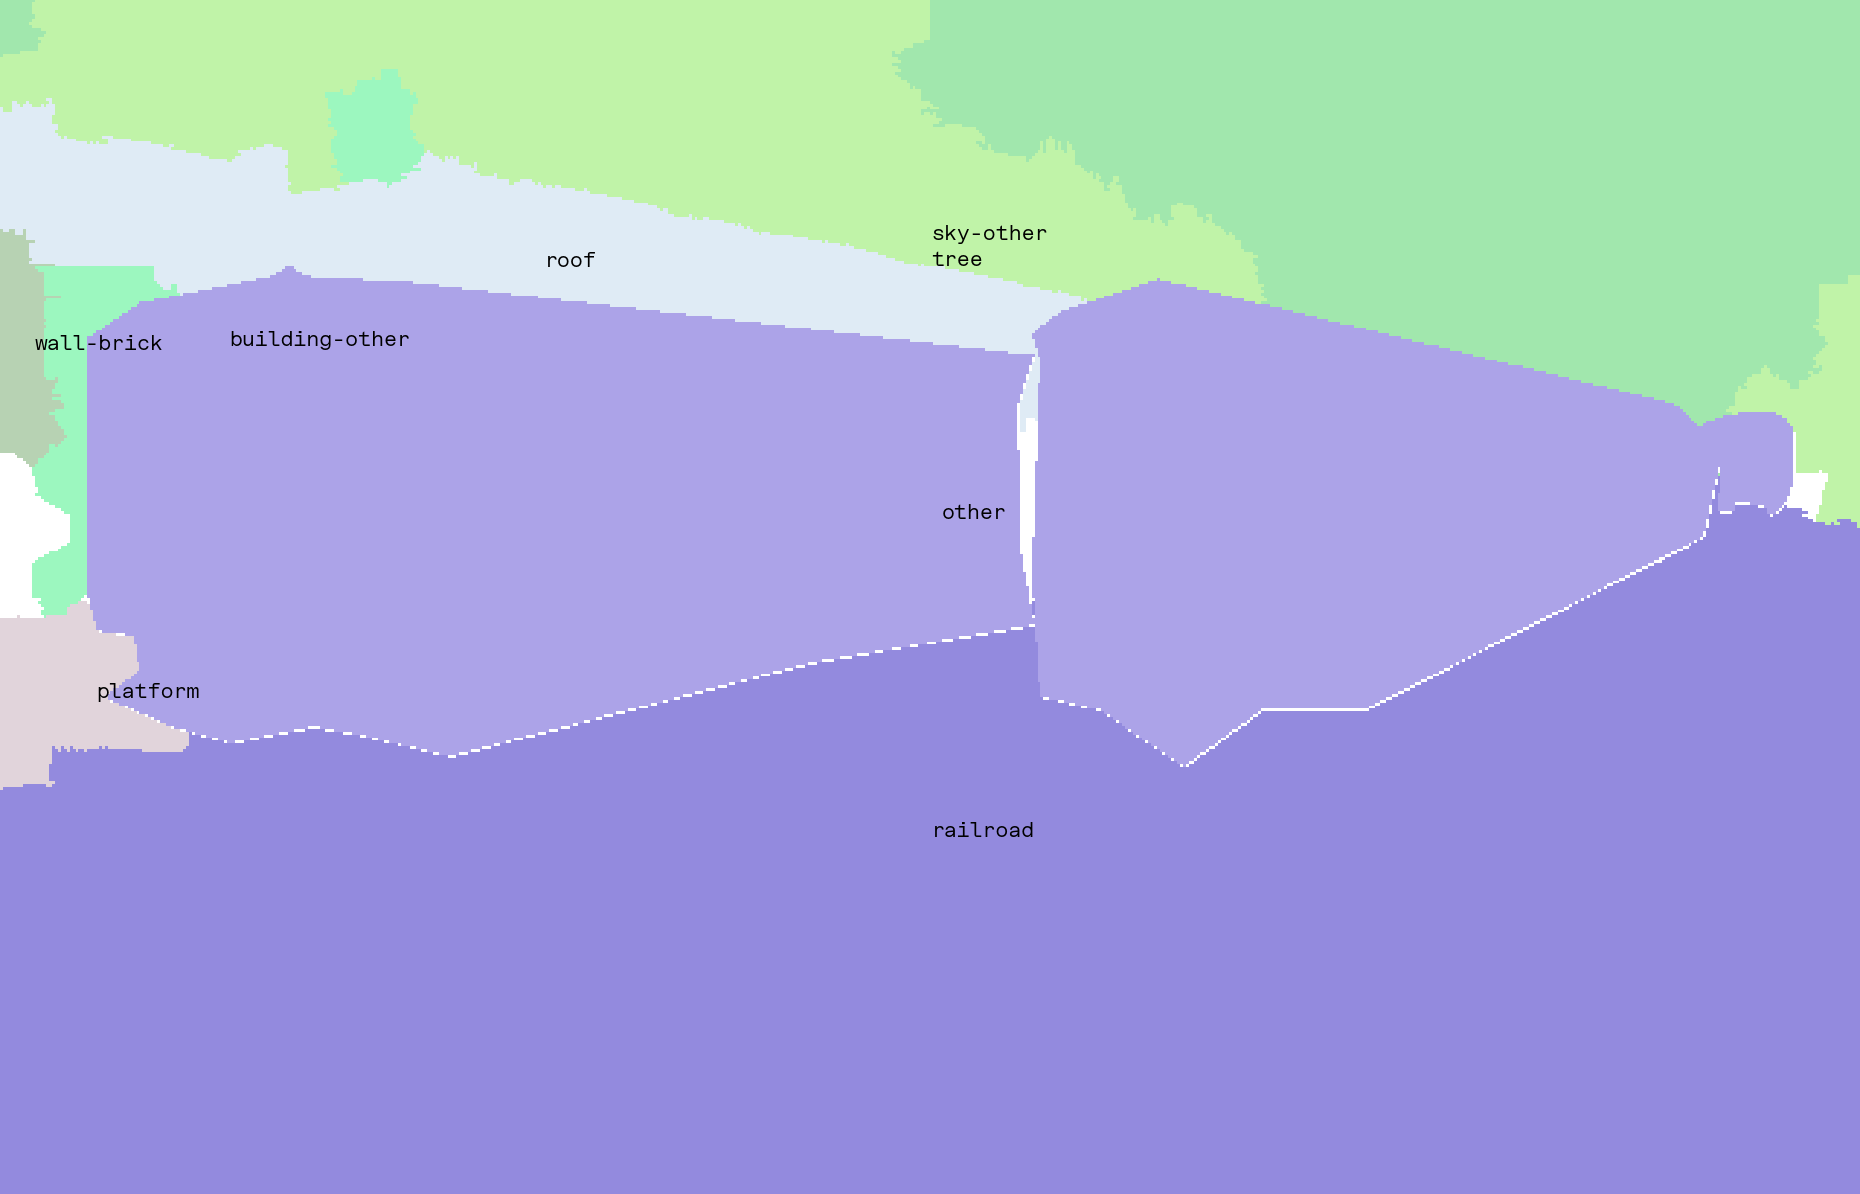 sky-other
tree
roof
building-other
wall-brick
other
platform
railroad